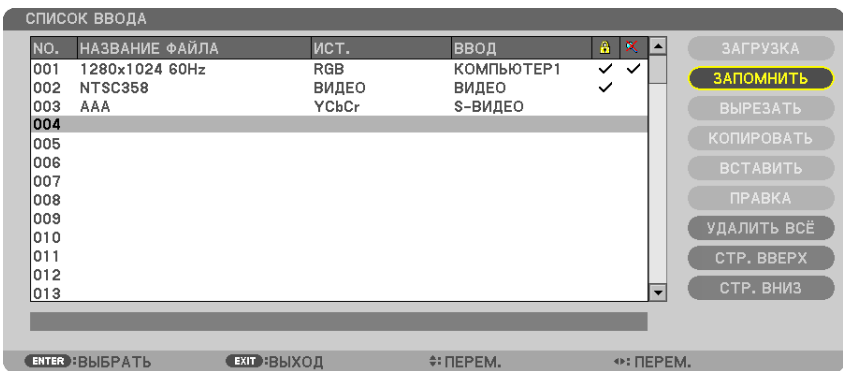 СПИСОК ВВОДА
NO. НАЗВАНИЕ ФАЙЛА ИСТ. ВВОД
001 1280x1024 60Hz RGB КОМПЬЮТЕР1
002 NTSC358 ВИДЕО ВИДЕО
003 AAA YCbCr S-ВИДЕО
004
005
006
007
008
009
010
011
012
013
ЗАГРУЗКА
ЗАПОМНИТЬ
ВЫРЕЗАТЬ
КОПИРОВАТЬ
ВСТАВИТЬ
ПРАВКА
УДАЛИТЬ ВСЁ
СТР. ВВЕРХ
СТР. ВНИЗ
ENTER :ВЫБРАТЬ EXIT :ВЫХОД : ПЕРЕМ. : ПЕРЕМ.